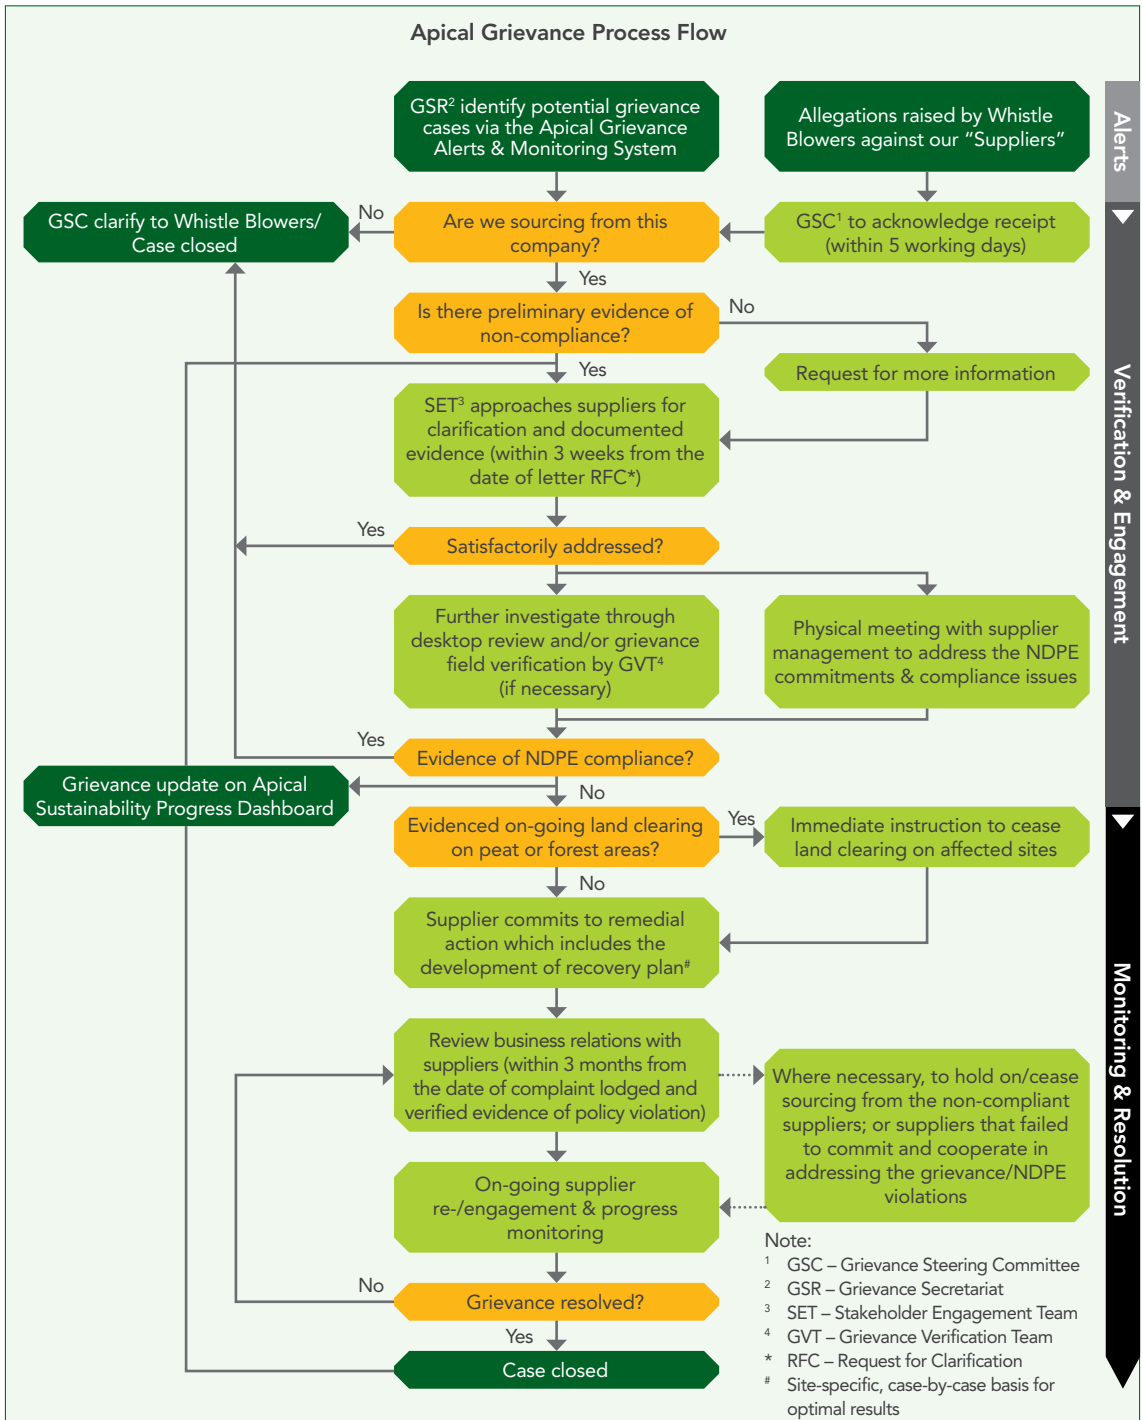 Apical Grievance Process Flow
GSR² identify potential grievance
cases via the Apical Grievance
Alerts & Monitoring System
Allegations raised by Whistle
Blowers against our “Suppliers”
Alerts
GSC clarify to Whistle Blowers/
Case closed
No
Are we sourcing from this
company?
GSC¹ to acknowledge receipt
(within 5 working days)
Yes
Is there preliminary evidence of
non-compliance?
No
Request for more information
Yes
SET³ approaches suppliers for
clarification and documented
evidence (within 3 weeks from the
date of letter RFC*)
Verification & Engagement
Yes
Satisfactorily addressed?
Further investigate through
desktop review and/or grievance
field verification by GVT⁴
(if necessary)
Physical meeting with supplier
management to address the NDPE
commitments & compliance issues
Yes
Evidence of NDPE compliance?
Grievance update on Apical
Sustainability Progress Dashboard
No
Evidenced on-going land clearing
on peat or forest areas?
Yes
Immediate instruction to cease
land clearing on affected sites
No
Supplier commits to remedial
action which includes the
development of recovery plan#
Monitoring & Resolution
Review business relations with
suppliers (within 3 months from
the date of complaint lodged and
verified evidence of policy violation)
Where necessary, to hold on/cease
sourcing from the non-compliant
suppliers; or suppliers that failed
to commit and cooperate in
addressing the grievance/NDPE
violations
On-going supplier
re-/engagement & progress
monitoring
No
Grievance resolved?
Yes
Case closed
Note:
¹ GSC – Grievance Steering Committee
² GSR – Grievance Secretariat
³ SET – Stakeholder Engagement Team
⁴ GVT – Grievance Verification Team
* RFC – Request for Clarification
# Site-specific, case-by-case basis for
optimal results